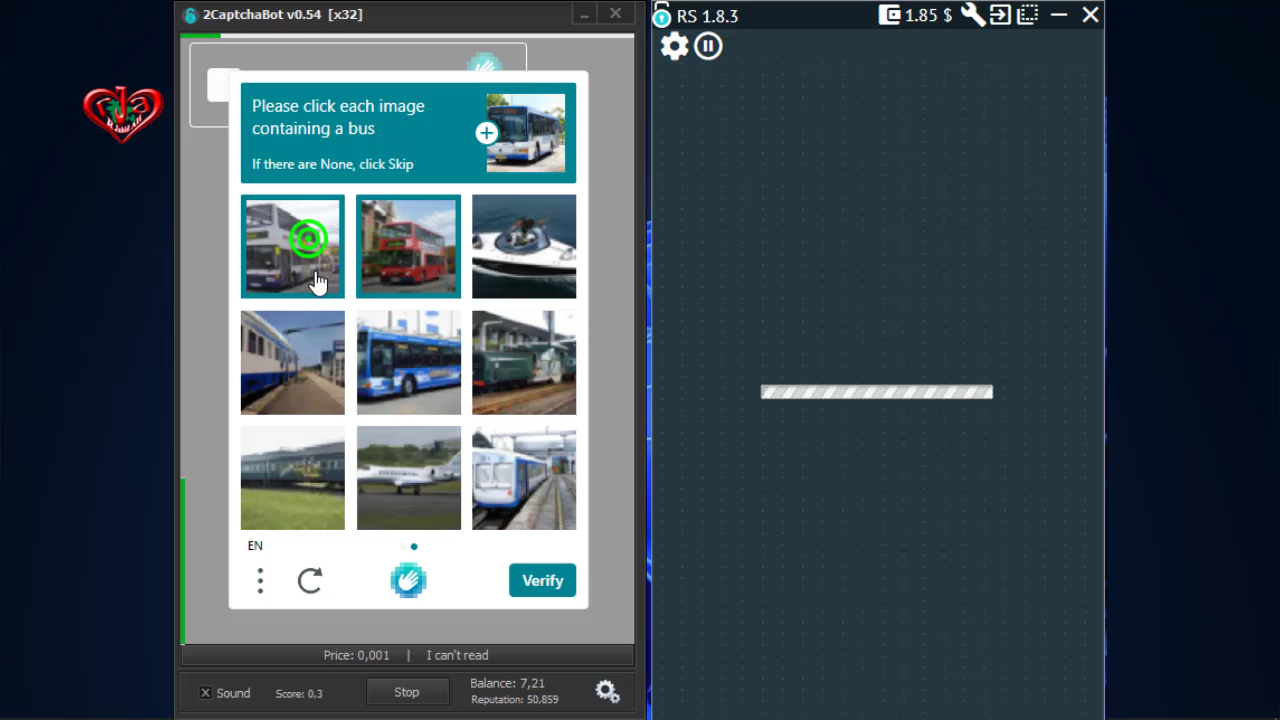 2CaptchaBot v0.54 [x32]
RS 1.8.3
1.85 $
Please click each image
containing a bus
If there are None, click Skip
EN
Verify
Price: 0,001 | I can't read
Sound
Score: 0,3
Stop
Balance: 7,21
Reputation: 50,859